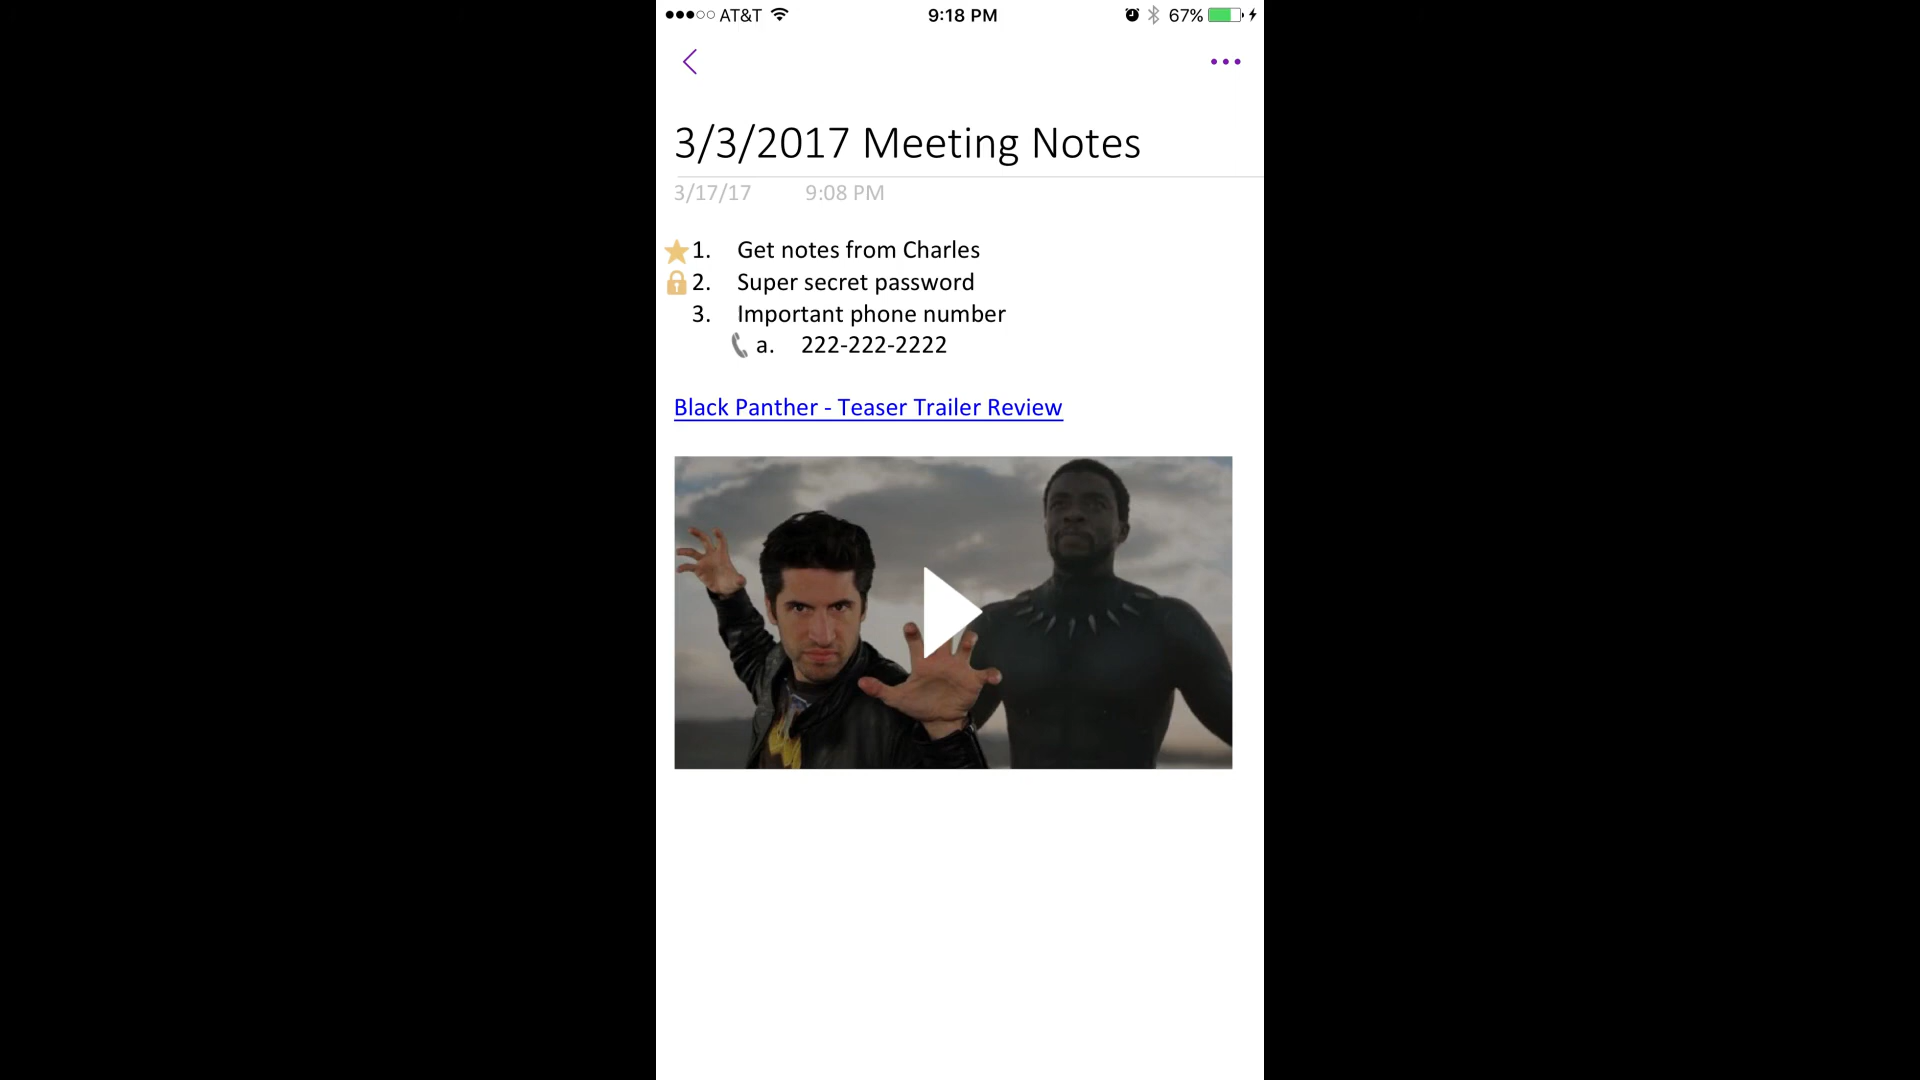 AT&T 9:18 PM 67%
3/3/2017 Meeting Notes
3/17/17 9:08 PM
1. Get notes from Charles
2. Super secret password
3. Important phone number
a. 222-222-2222
Black Panther - Teaser Trailer Review